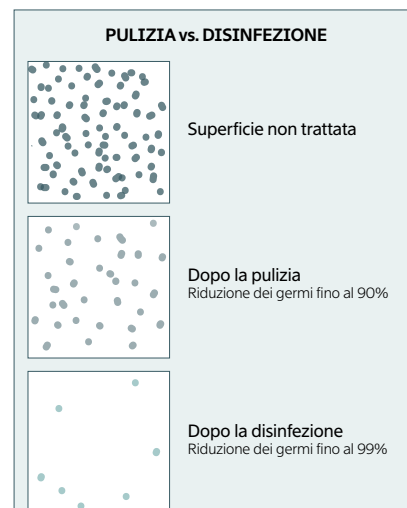 PULIZIA vs. DISINFEZIONE
Superficie non trattata
Dopo la pulizia
Riduzione dei germi fino al 90%
Dopo la disinfezione
Riduzione dei germi fino al 99%